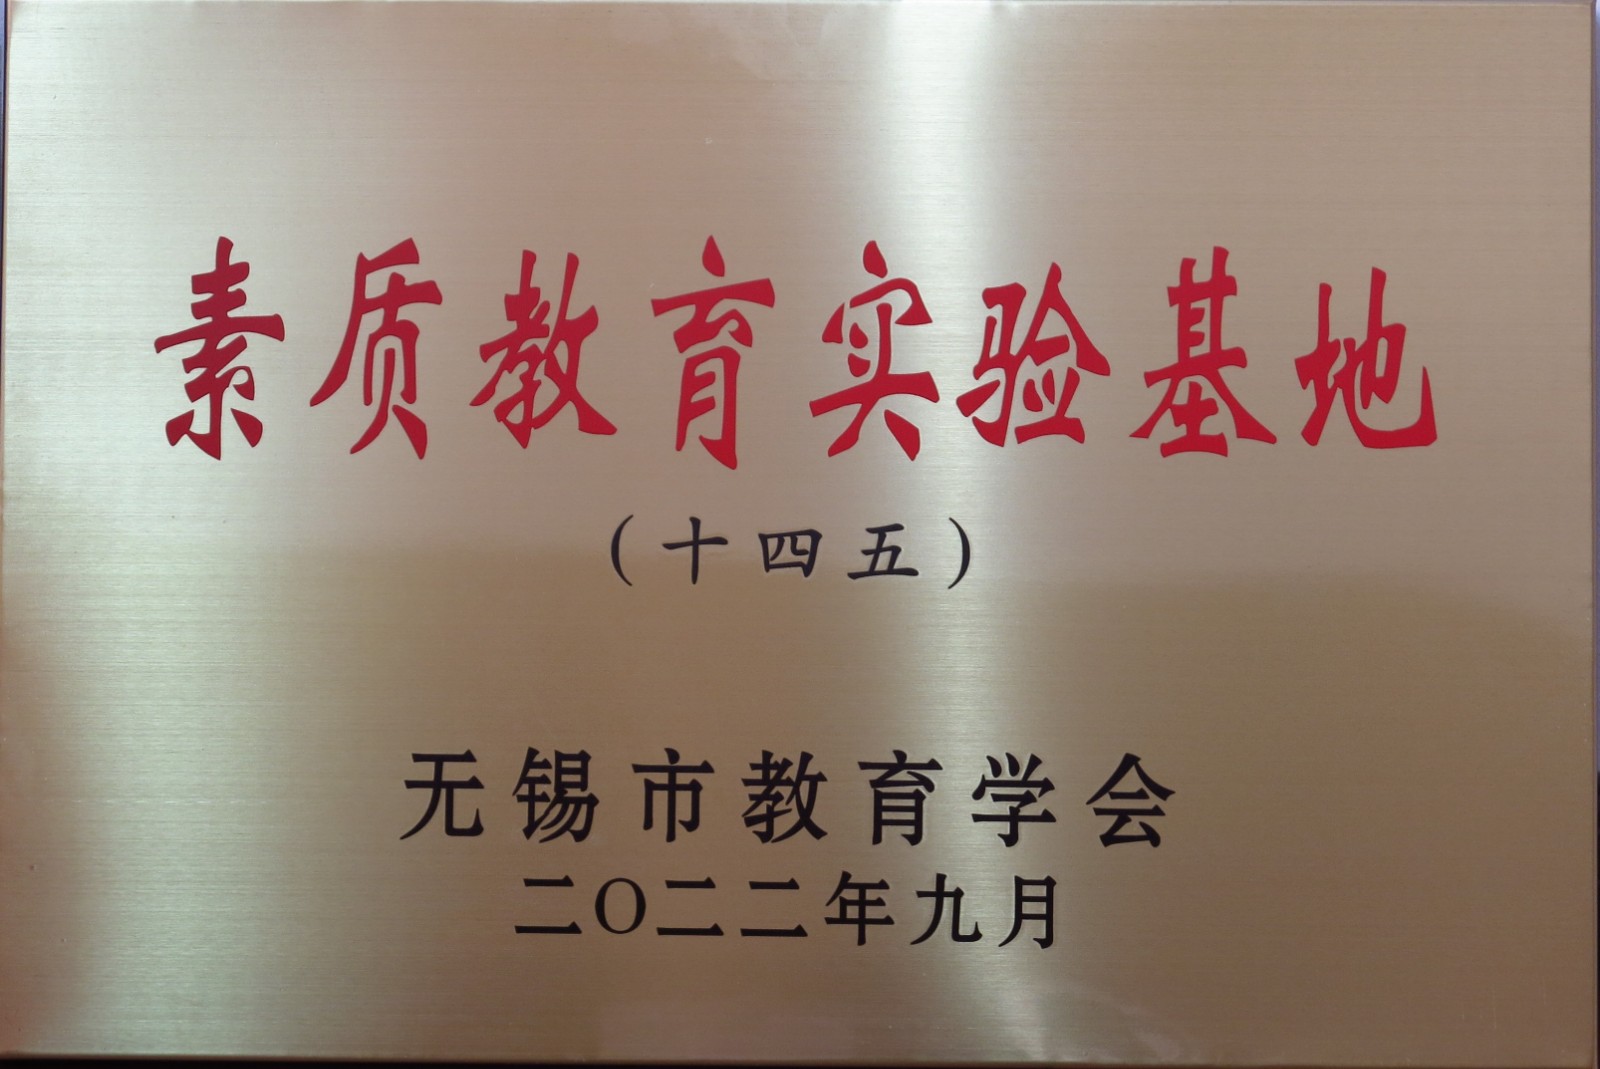 素质教育实验基地
（十四五）
无锡市教育学会
二〇二二年九月